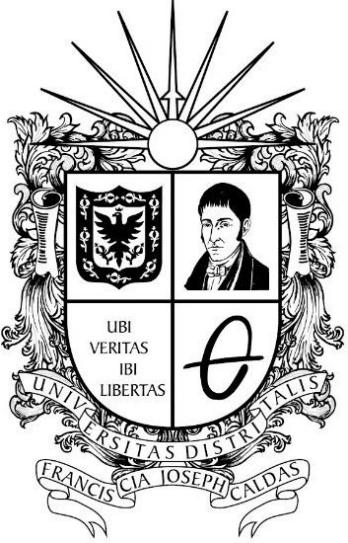 UBI
VERITAS
IBI
LIBERTAS
UNIVERSITAS DISTRITALIS
FRANCISCIA JOSEPH CALDAS